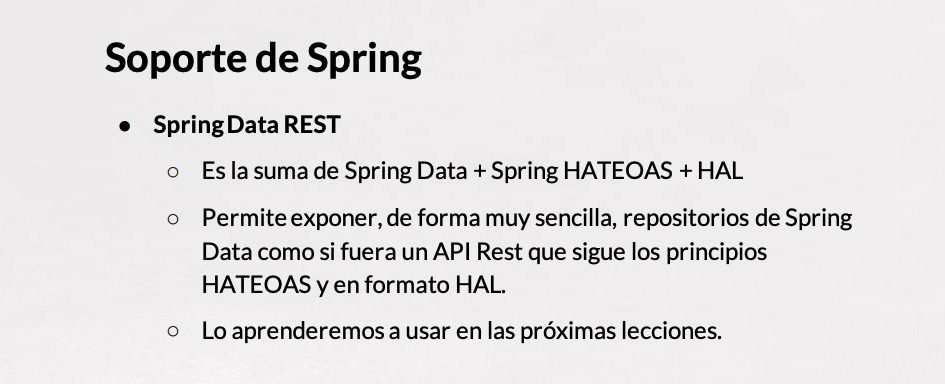 Soporte de Spring
● Spring Data REST
○ Es la suma de Spring Data + Spring HATEOAS + HAL
○ Permite exponer, de forma muy sencilla, repositorios de Spring
Data como si fuera un API Rest que sigue los principios
HATEOAS y en formato HAL.
○ Lo aprenderemos a usar en las próximas lecciones.